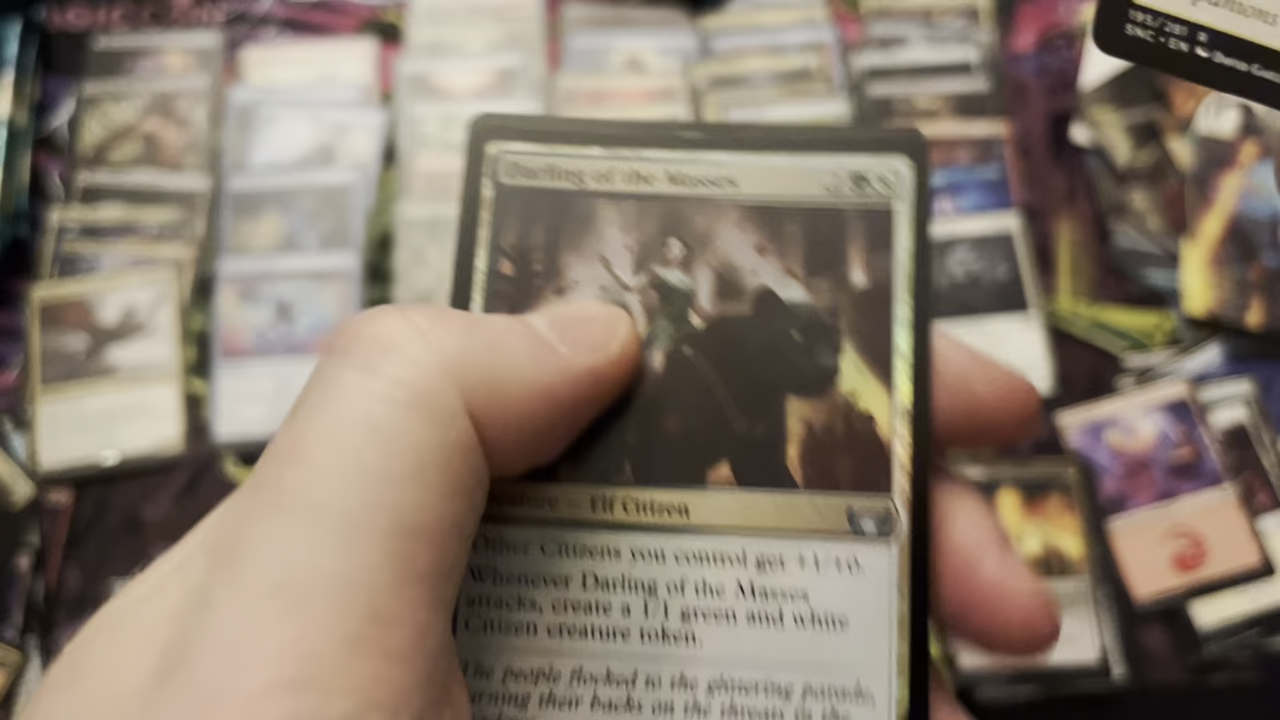 panions
195/281 R
SNC • EN
Darling of the Masses
Creature — Elf Citizen
Other Citizens you control get +1/+0.
Whenever Darling of the Masses
attacks, create a 1/1 green and white
Citizen creature token.
The people flocked to the glittering parade,
turning their backs on the threats in the